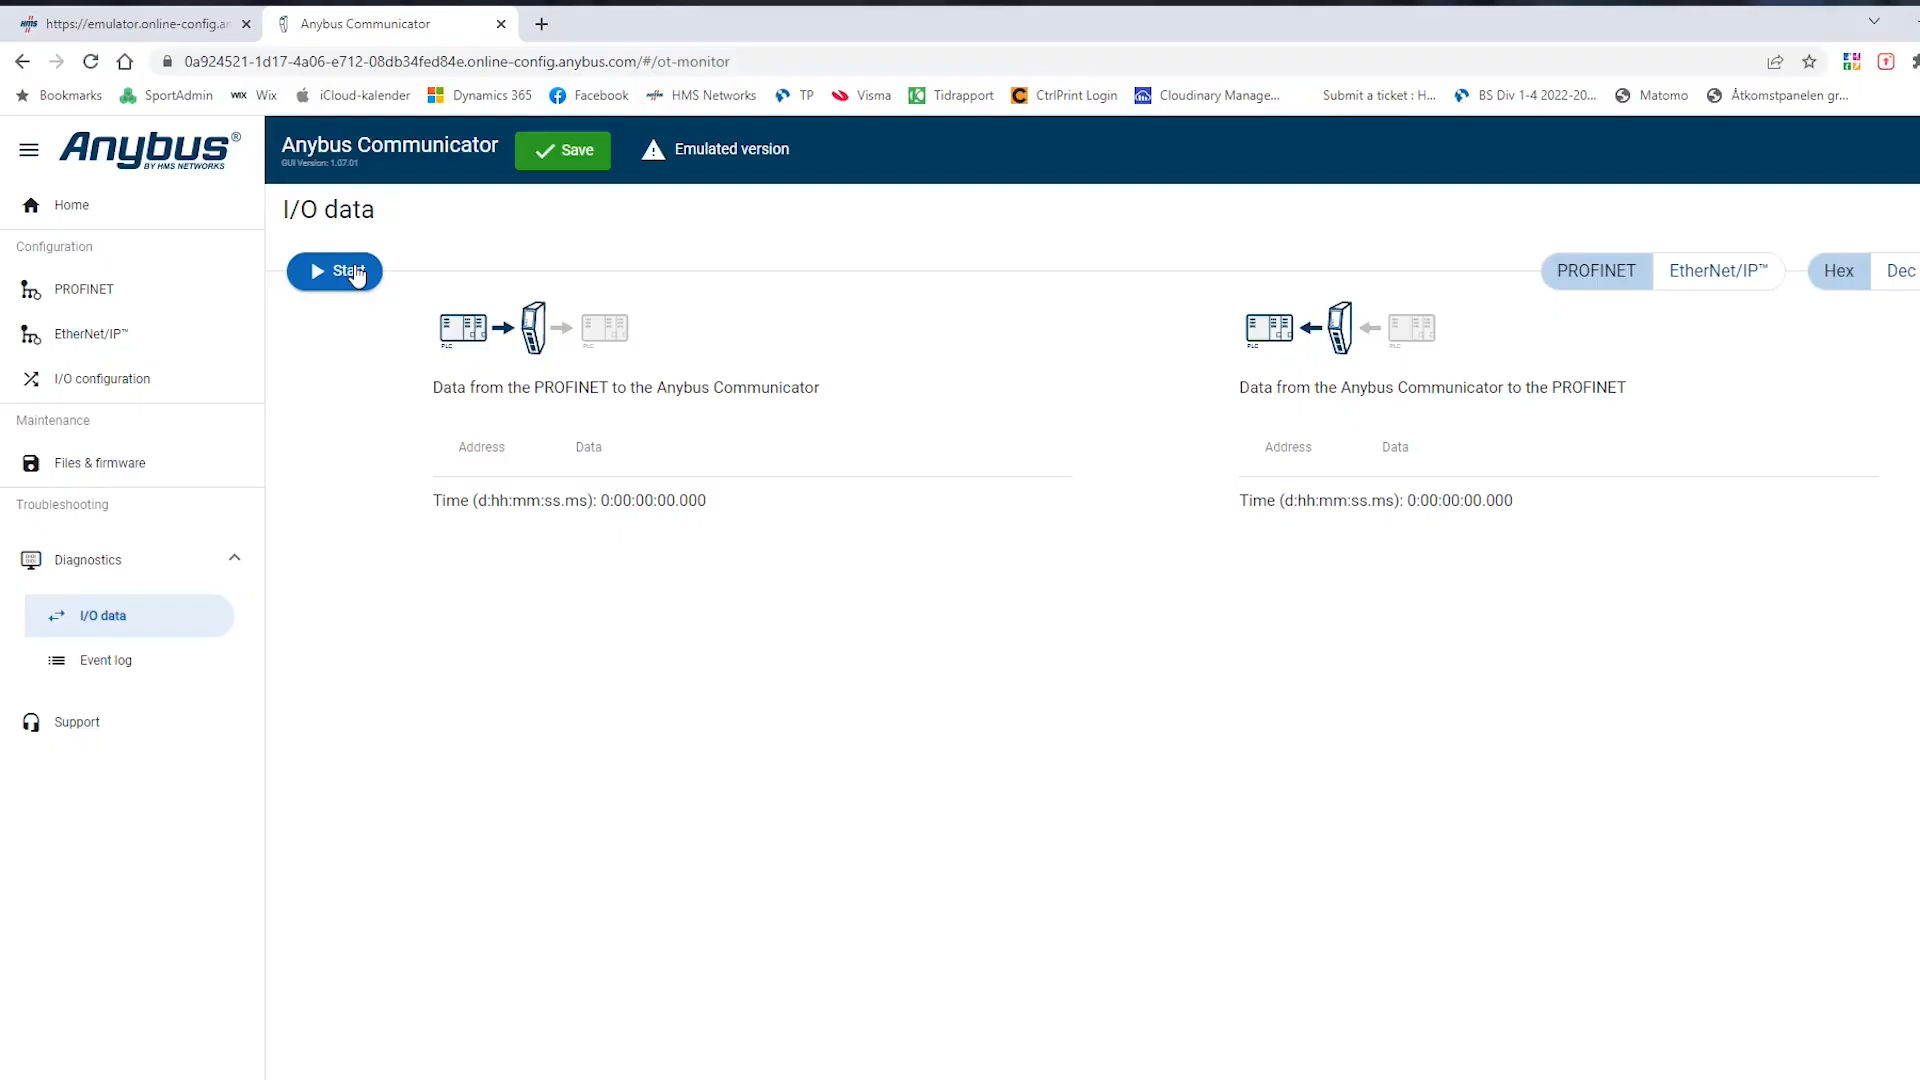 https://emulator.online-config.an
Anybus Communicator
0a924521-1d17-4a06-e712-08db34fed84e.online-config.anybus.com/#/ot-monitor
Bookmarks SportAdmin WIX Wix iCloud-kalender Dynamics 365 Facebook HMS Networks TP Visma Tidrapport CtrlPrint Login Cloudinary Manage... Submit a ticket : H... BS Div 1-4 2022-20... Matomo Åtkomstpanelen gr...
Anybus®
BY HMS NETWORKS
Anybus Communicator
GUI Version: 1.07.01
Save
Emulated version
Home
Configuration
PROFINET
EtherNet/IP™
I/O configuration
Maintenance
Files & firmware
Troubleshooting
Diagnostics
I/O data
Event log
Support
I/O data
Start
PROFINET EtherNet/IP™ Hex Dec
PLC PLC
Data from the PROFINET to the Anybus Communicator
Address Data
Time (d:hh:mm:ss.ms): 0:00:00:00.000
PLC PLC
Data from the Anybus Communicator to the PROFINET
Address Data
Time (d:hh:mm:ss.ms): 0:00:00:00.000